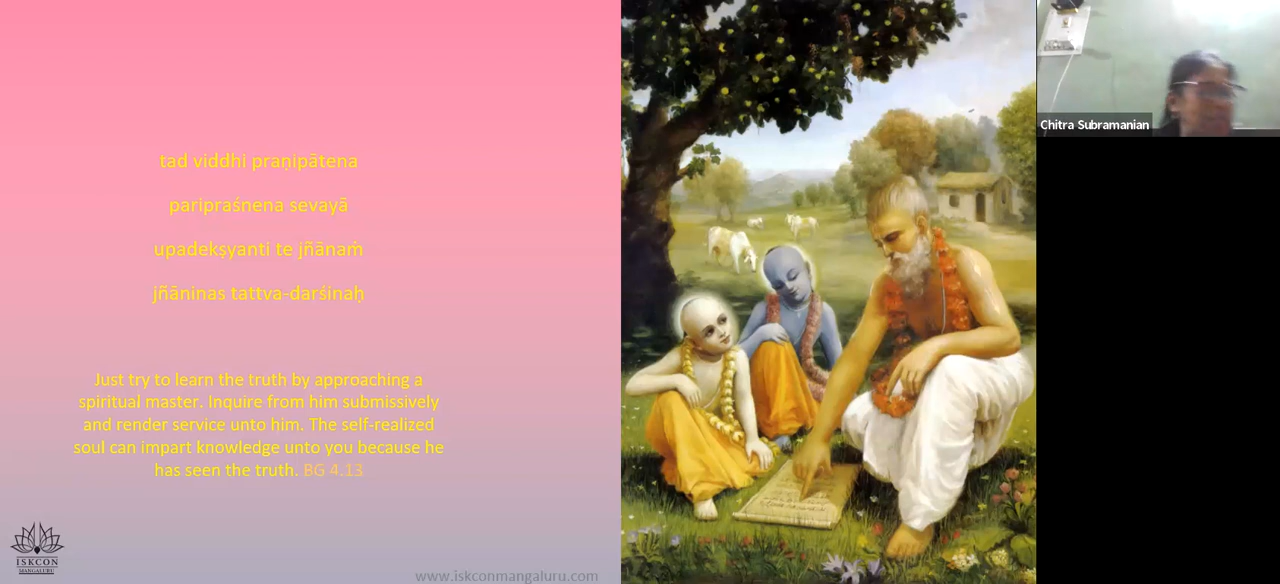 tad viddhi praṇipātena
paripraśnena sevayā
upadekṣyanti te jñānaṁ
jñāninas tattva-darśinaḥ
Just try to learn the truth by approaching a
spiritual master. Inquire from him submissively
and render service unto him. The self-realized
soul can impart knowledge unto you because he
has seen the truth. BG 4.13
ISKCON
MANGALURU
www.iskconmangaluru.com
Chitra Subramanian